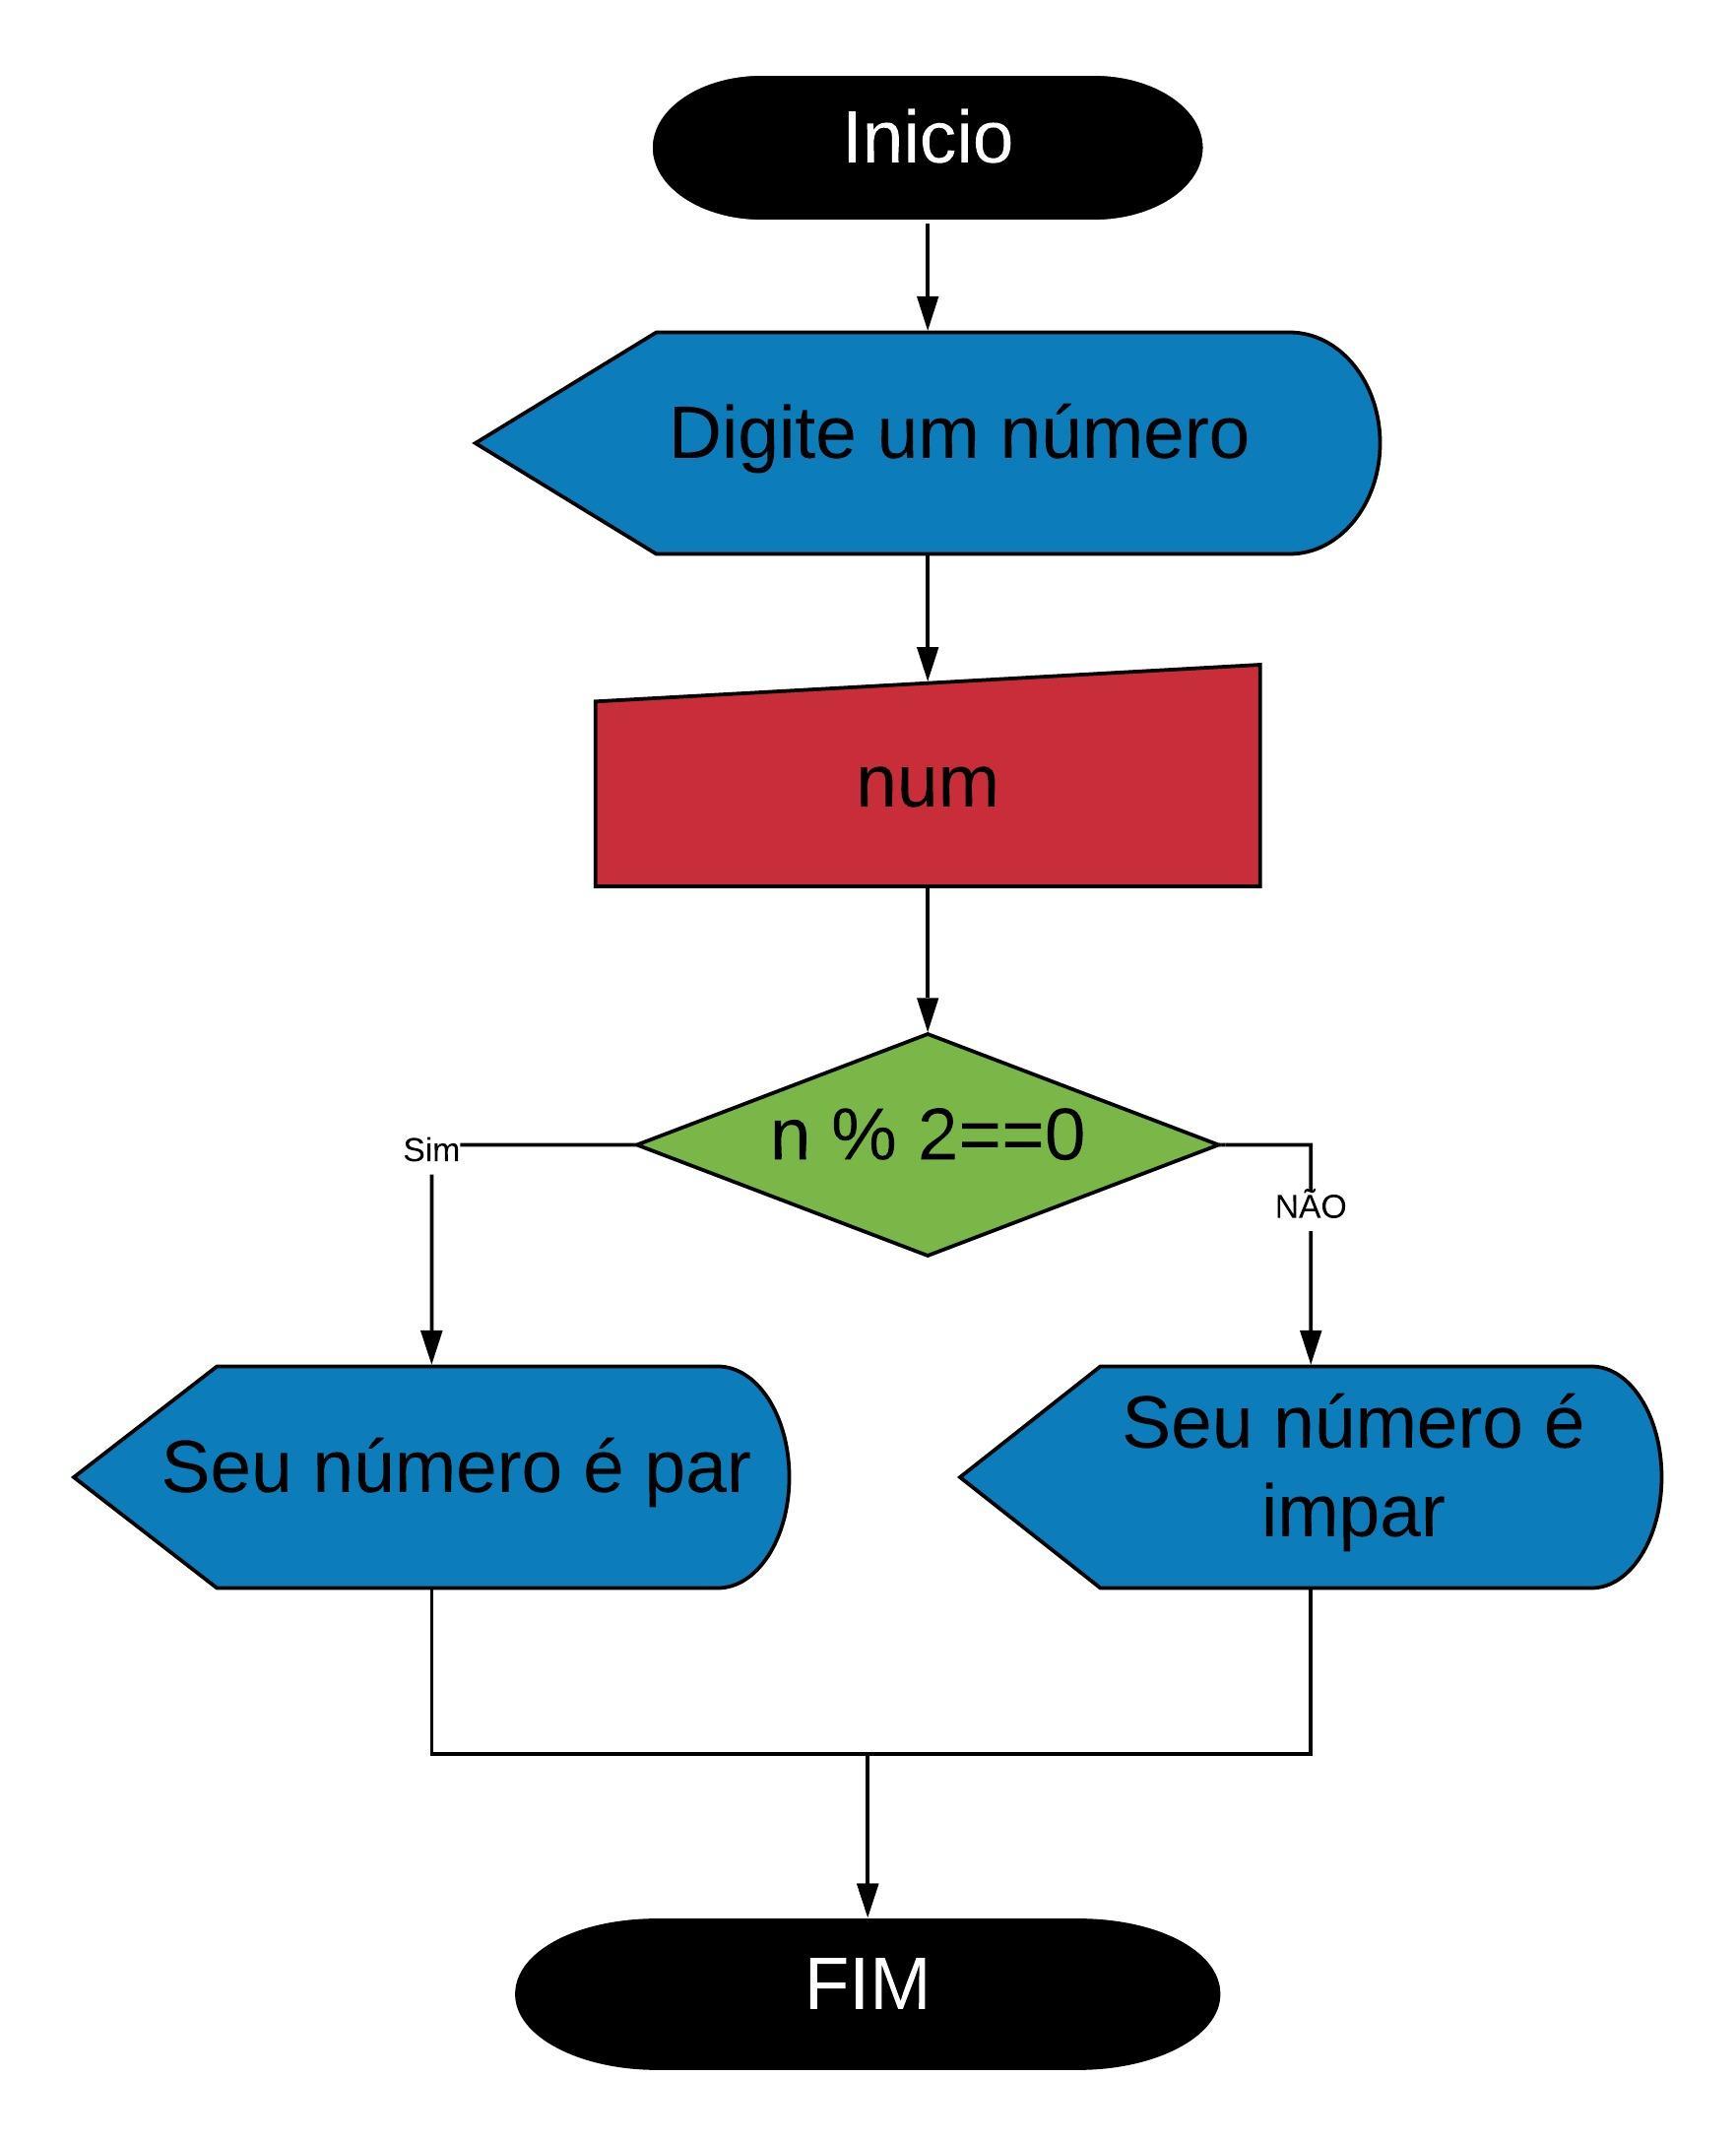 Inicio
Digite um número
num
n % 2==0
Sim
NÃO
Seu número é par
Seu número é
impar
FIM